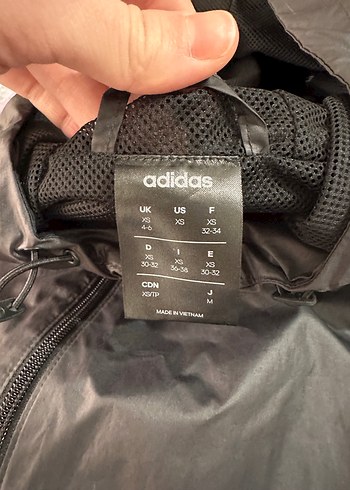 adidas
UK US F
XS XS XS
4-6 32-34
D I E
XS XS XS
30-32 36-38 30-32
CDN J
XS/TP M
MADE IN VIETNAM